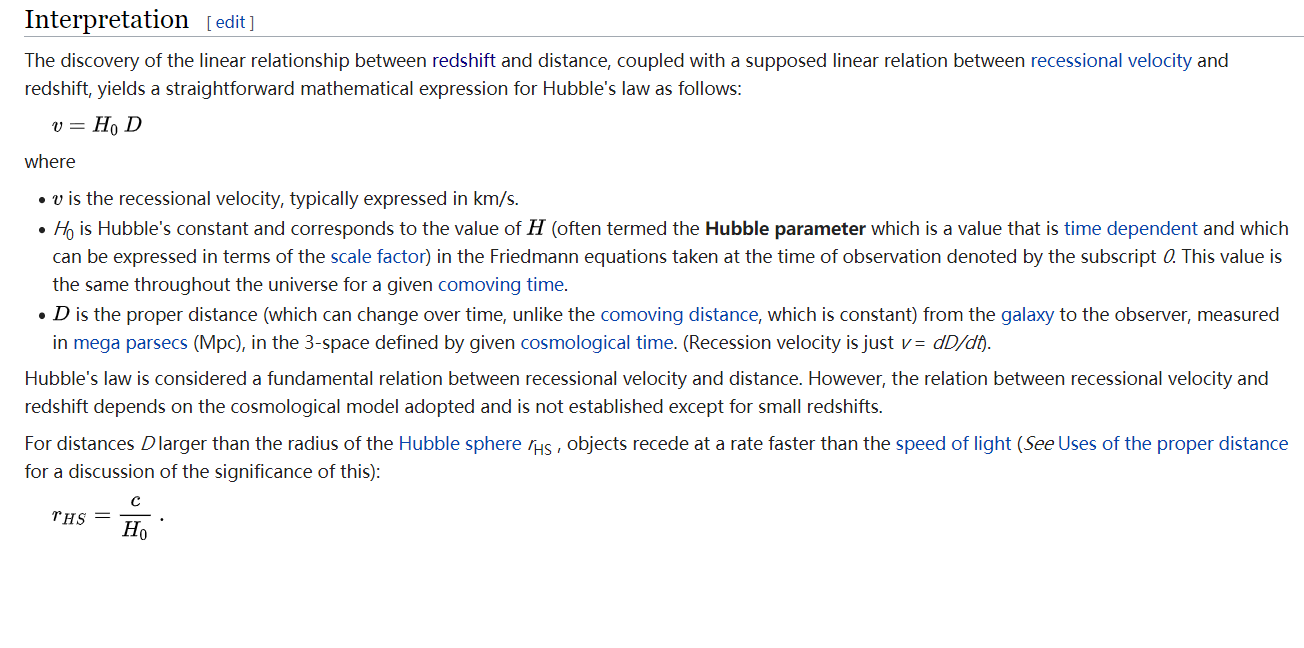 Interpretation [ edit ]
The discovery of the linear relationship between redshift and distance, coupled with a supposed linear relation between recessional velocity and
redshift, yields a straightforward mathematical expression for Hubble's law as follows:
v = H₀ D
where
• v is the recessional velocity, typically expressed in km/s.
• H₀ is Hubble's constant and corresponds to the value of H (often termed the Hubble parameter which is a value that is time dependent and which
can be expressed in terms of the scale factor) in the Friedmann equations taken at the time of observation denoted by the subscript 0. This value is
the same throughout the universe for a given comoving time.
• D is the proper distance (which can change over time, unlike the comoving distance, which is constant) from the galaxy to the observer, measured
in mega parsecs (Mpc), in the 3-space defined by given cosmological time. (Recession velocity is just v = dD/dt).
Hubble's law is considered a fundamental relation between recessional velocity and distance. However, the relation between recessional velocity and
redshift depends on the cosmological model adopted and is not established except for small redshifts.
For distances D larger than the radius of the Hubble sphere r_HS , objects recede at a rate faster than the speed of light (See Uses of the proper distance
for a discussion of the significance of this):
r_HS = c / H₀ .